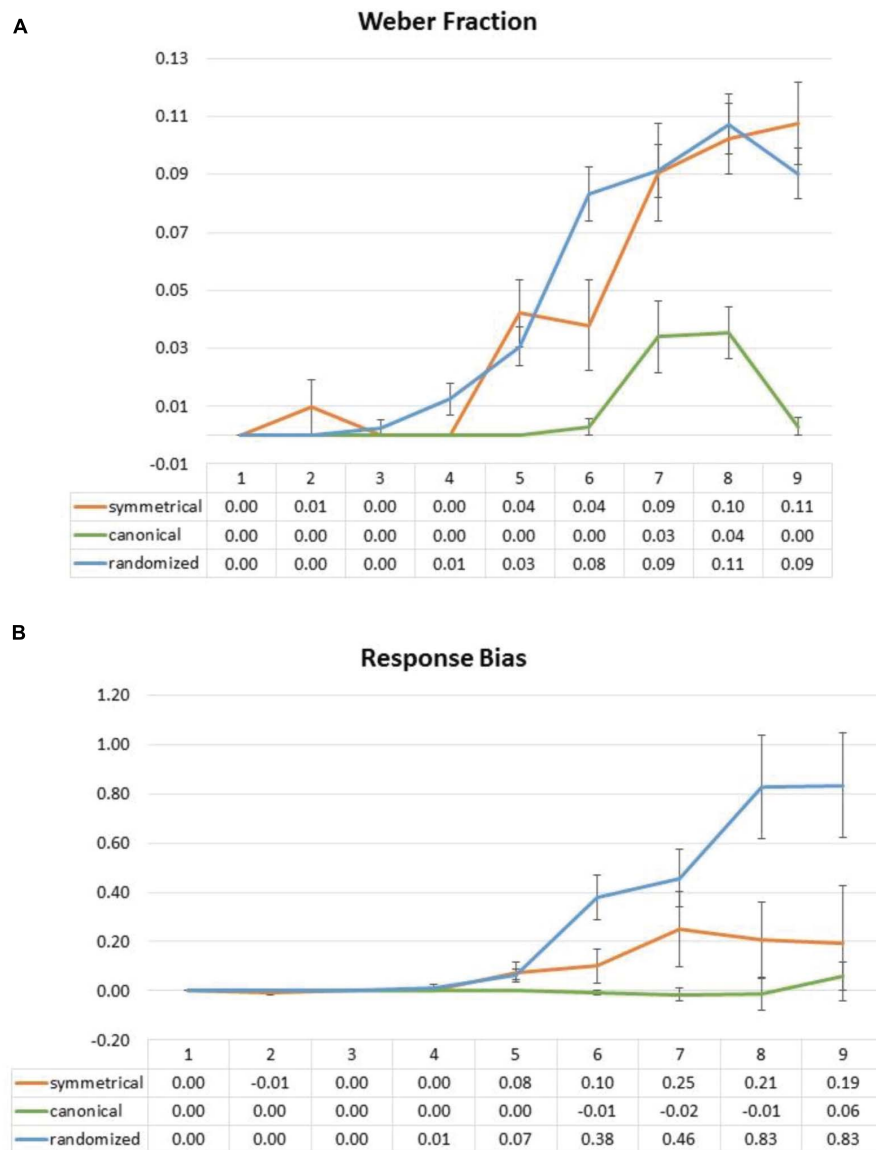 A
Weber Fraction
0.13
0.11
0.09
0.07
0.05
0.03
0.01
-0.01
1 2 3 4 5 6 7 8 9
symmetrical 0.00 0.01 0.00 0.00 0.04 0.04 0.09 0.10 0.11
canonical 0.00 0.00 0.00 0.00 0.00 0.00 0.03 0.04 0.00
randomized 0.00 0.00 0.00 0.01 0.03 0.08 0.09 0.11 0.09
B
Response Bias
1.20
1.00
0.80
0.60
0.40
0.20
0.00
-0.20
1 2 3 4 5 6 7 8 9
symmetrical 0.00 -0.01 0.00 0.00 0.08 0.10 0.25 0.21 0.19
canonical 0.00 0.00 0.00 0.00 0.00 -0.01 -0.02 -0.01 0.06
randomized 0.00 0.00 0.00 0.01 0.07 0.38 0.46 0.83 0.83